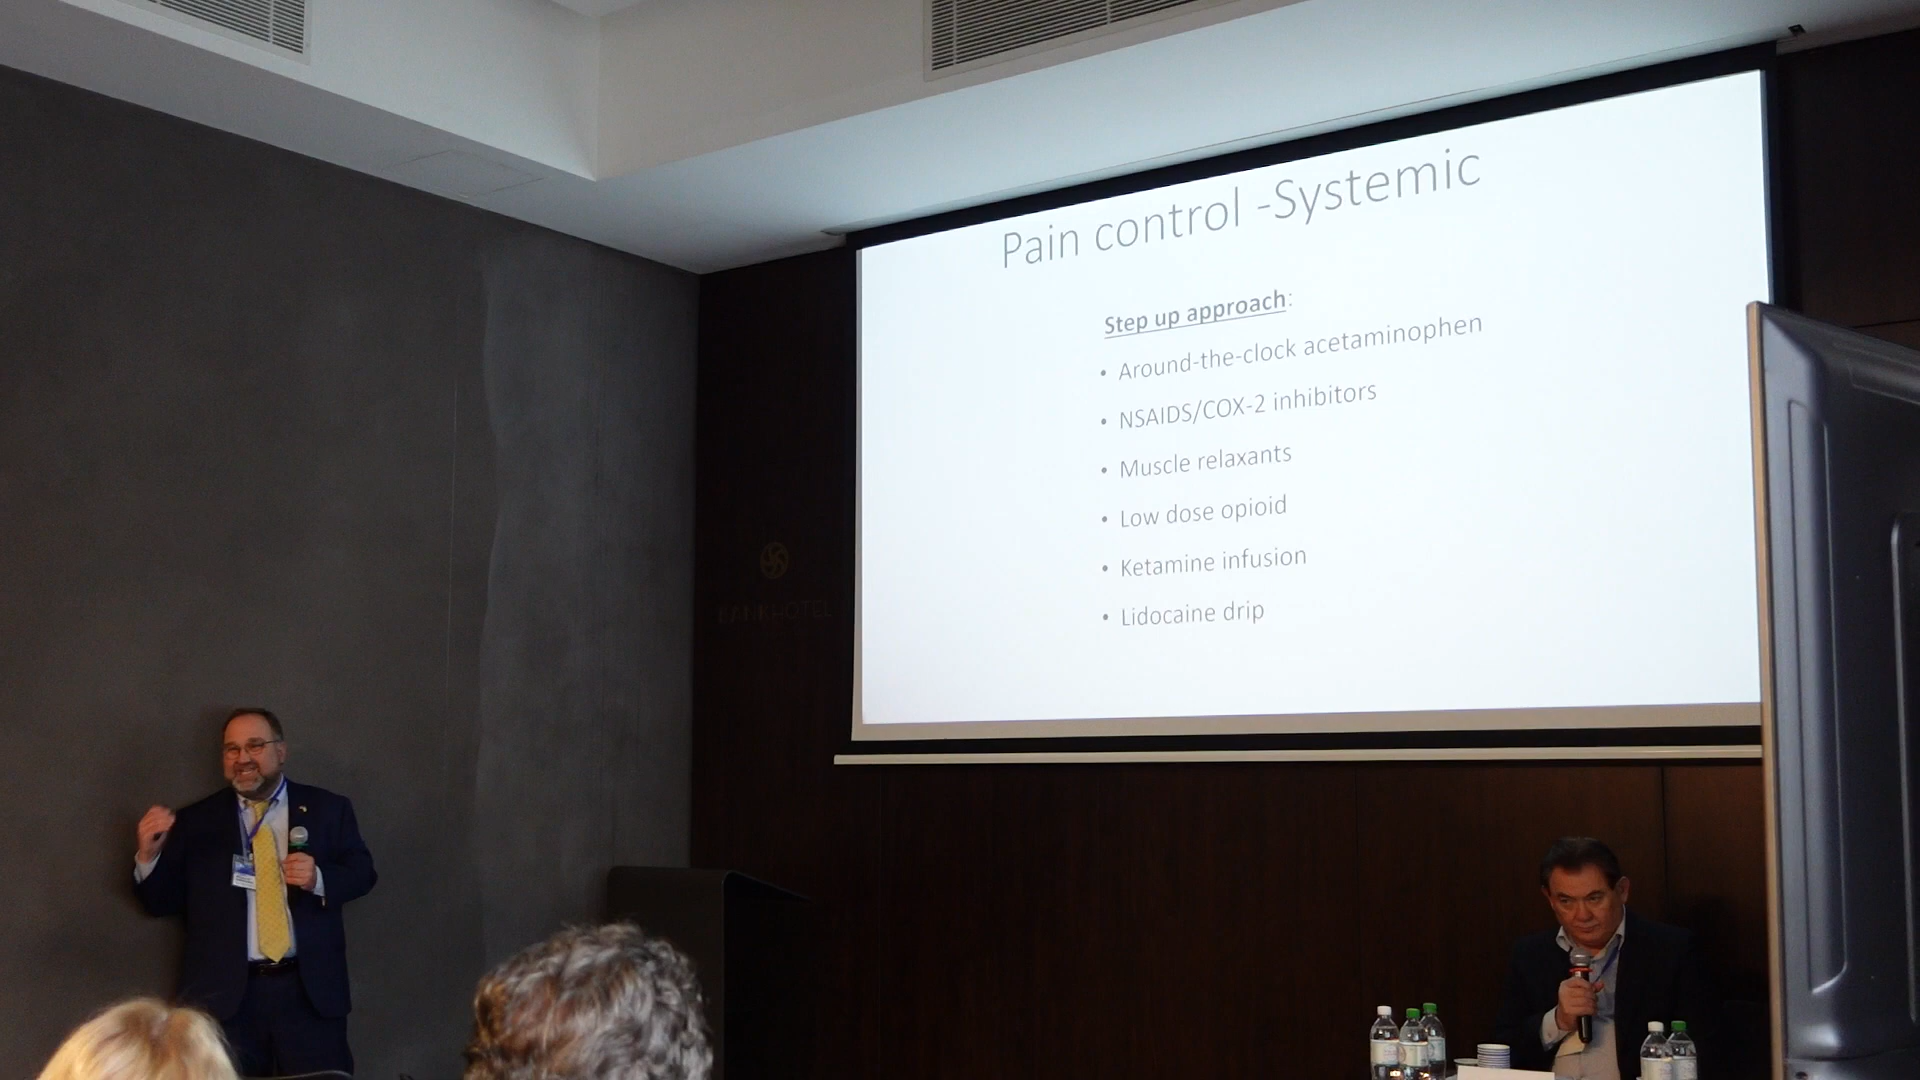 Pain control -Systemic
Step up approach:
• Around-the-clock acetaminophen
• NSAIDS/COX-2 inhibitors
• Muscle relaxants
• Low dose opioid
• Ketamine infusion
• Lidocaine drip